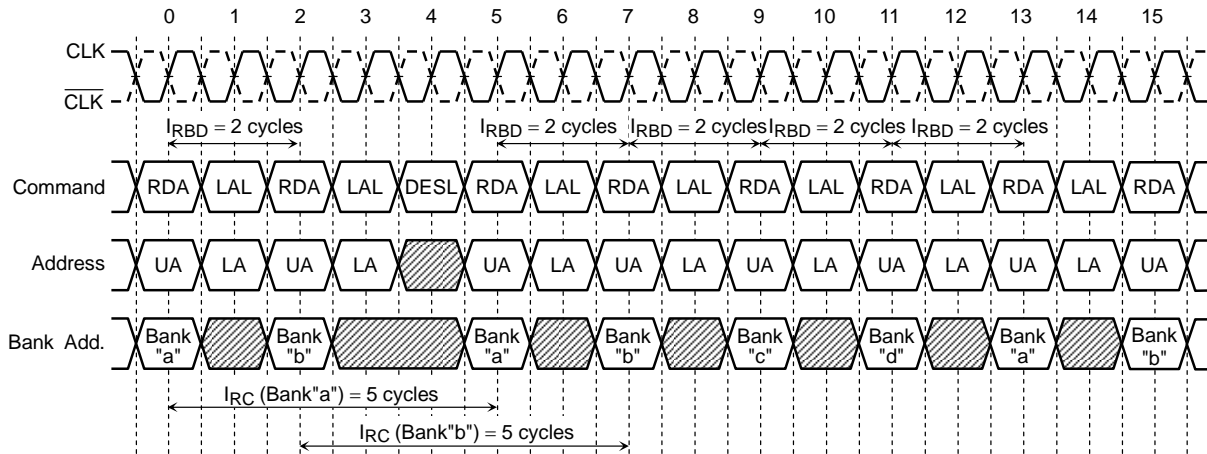 0 1 2 3 4 5 6 7 8 9 10 11 12 13 14 15
CLK
CLK
IRBD = 2 cycles IRBD = 2 cycles IRBD = 2 cycles IRBD = 2 cycles IRBD = 2 cycles
Command RDA LAL RDA LAL DESL RDA LAL RDA LAL RDA LAL RDA LAL RDA LAL RDA
Address UA LA UA LA UA LA UA LA UA LA UA LA UA LA UA
Bank Add. Bank "a" Bank "b" Bank "a" Bank "b" Bank "c" Bank "d" Bank "a" Bank "b"
IRC (Bank"a") = 5 cycles
IRC (Bank"b") = 5 cycles